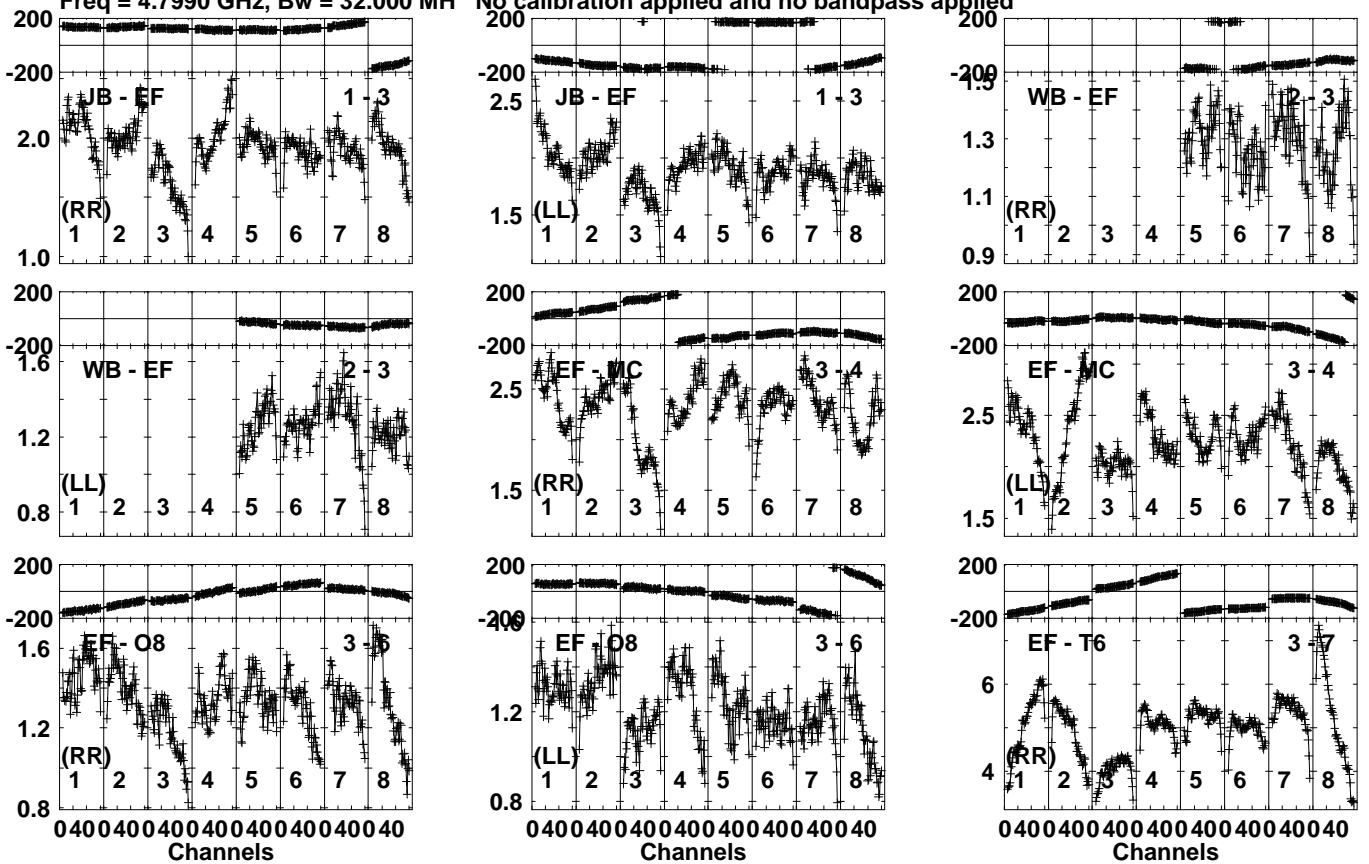 Freq = 4.7990 GHz, Bw = 32.000 MH No calibration applied and no bandpass applied
200 200 200
-200 -200 -200
JB - EF 1 - 3 JB - EF 1 - 3 WB - EF 2 - 3
2.5 1.5
2.0 1.3
1.5 1.1
(RR) (LL) (RR)
1 2 3 4 5 6 7 8 1 2 3 4 5 6 7 8 1 2 3 4 5 6 7 8
1.0 0.9
200 200 200
-200 -200 -200
1.6
WB - EF 2 - 3 EF - MC 3 - 4 EF - MC 3 - 4
2.5 2.5
1.2
(LL) 1.5 (RR) (LL)
1 2 3 4 5 6 7 8 1 2 3 4 5 6 7 8 1 2 3 4 5 6 7 8
0.8 1.5
200 200 200
-200 -200 -200
1.6
EF - O8 3 - 6 EF - O8 3 - 6 EF - T6 3 - 7
1.6 6
1.2 1.2
(RR) (LL) (RR)
4
1 2 3 4 5 6 7 8 1 2 3 4 5 6 7 8 1 2 3 4 5 6 7 8
0.8 0.8
0 40 0 40 0 40 0 40 0 40 0 40 0 40 0 40 0 40 0 40 0 40 0 40 0 40 0 40 0 40 0 40 0 40 0 40 0 40 0 40 0 40 0 40 0 40 0 40
Channels Channels Channels